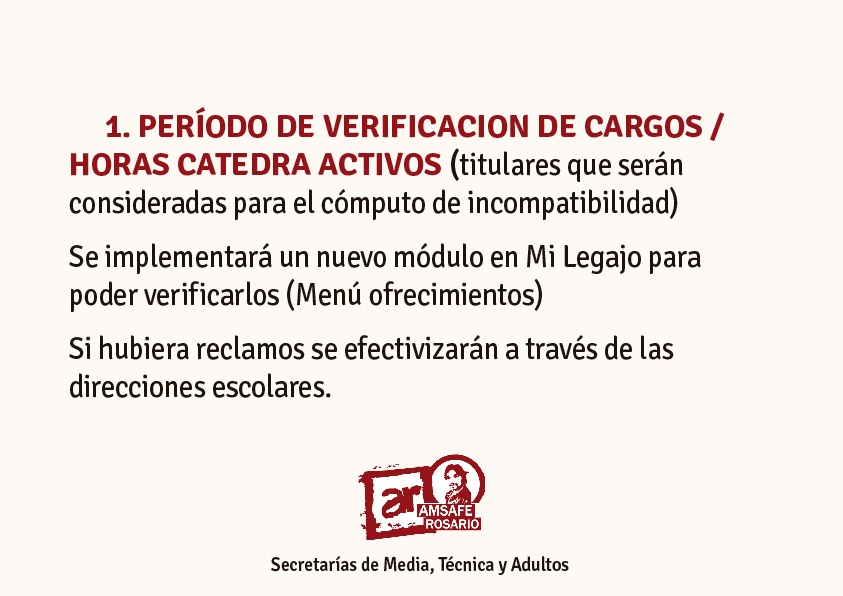 1. PERÍODO DE VERIFICACION DE CARGOS /
HORAS CATEDRA ACTIVOS (titulares que serán
consideradas para el cómputo de incompatibilidad)
Se implementará un nuevo módulo en Mi Legajo para
poder verificarlos (Menú ofrecimientos)
Si hubiera reclamos se efectivizarán a través de las
direcciones escolares.
ar
AMSAFE
ROSARIO
Secretarías de Media, Técnica y Adultos